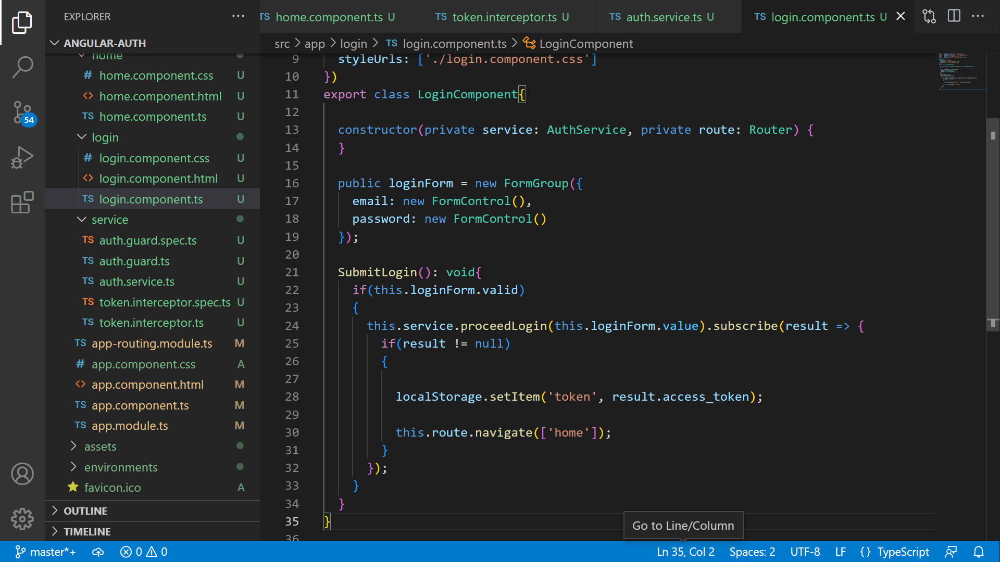 EXPLORER
ANGULAR-AUTH
home
# home.component.css U
<> home.component.html U
TS home.component.ts U
login
# login.component.css U
<> login.component.html U
TS login.component.ts U
service
TS auth.guard.spec.ts U
TS auth.guard.ts U
TS auth.service.ts U
TS token.interceptor.spec.ts U
TS token.interceptor.ts U
TS app-routing.module.ts M
# app.component.css A
<> app.component.html M
TS app.component.ts M
TS app.module.ts M
assets
environments
favicon.ico A
OUTLINE
TIMELINE
54
TS home.component.ts U TS token.interceptor.ts U TS auth.service.ts U TS login.component.ts U
src > app > login > TS login.component.ts > LoginComponent
9 styleUrls: ['./login.component.css']
10 })
11 export class LoginComponent{
12
13 constructor(private service: AuthService, private route: Router) {
14 }
15
16 public loginForm = new FormGroup({
17 email: new FormControl(),
18 password: new FormControl()
19 });
20
21 SubmitLogin(): void{
22 if(this.loginForm.valid)
23 {
24 this.service.proceedLogin(this.loginForm.value).subscribe(result => {
25 if(result != null)
26 {
27
28 localStorage.setItem('token', result.access_token);
29
30 this.route.navigate(['home']);
31 }
32 });
33 }
34 }
35 }
36
Go to Line/Column
master*+ 0 0 Ln 35, Col 2 Spaces: 2 UTF-8 LF {} TypeScript